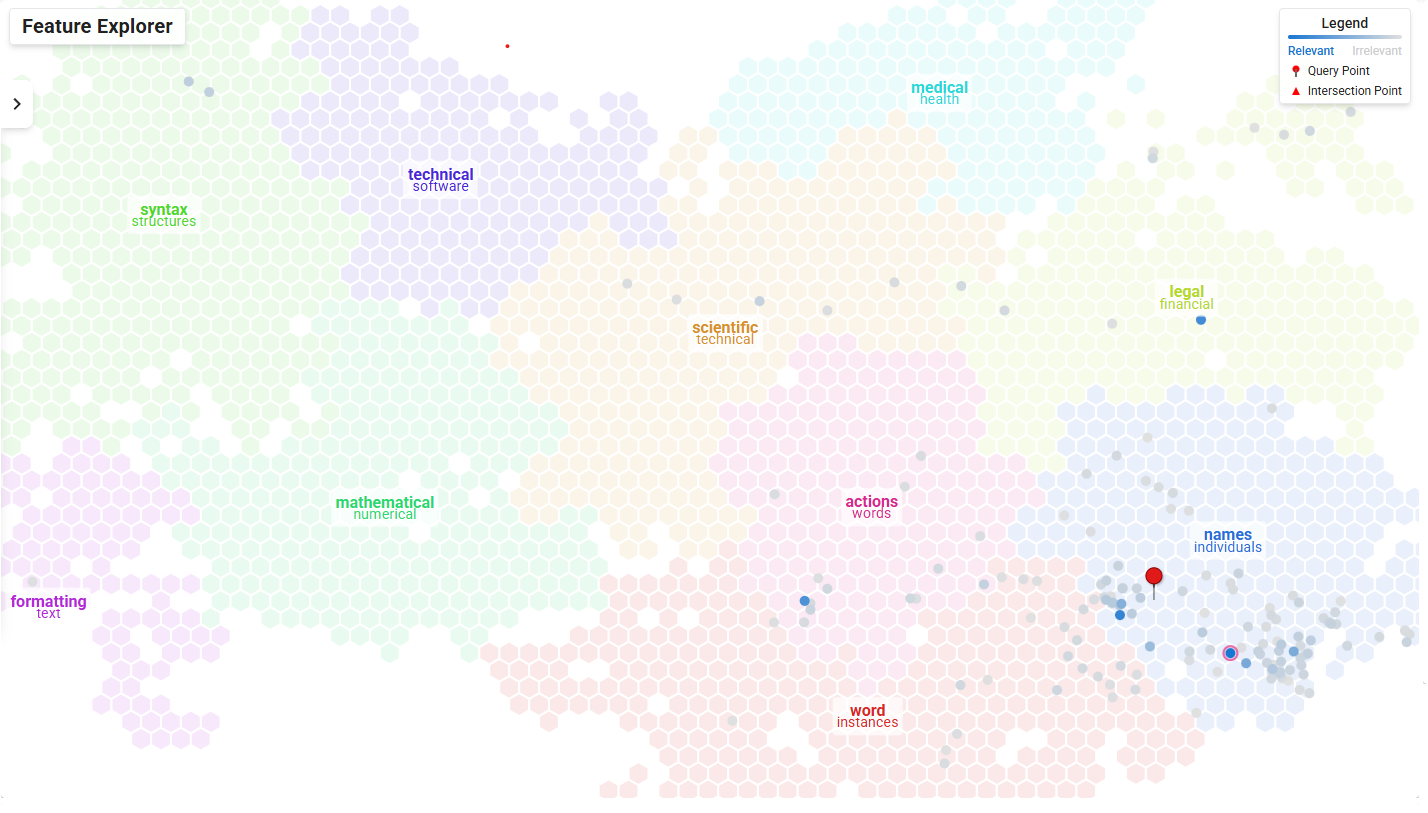 Feature Explorer
Legend
Relevant Irrelevant
Query Point
Intersection Point
medical
health
technical
software
syntax
structures
legal
financial
scientific
technical
mathematical
numerical
actions
words
names
individuals
formatting
text
word
instances